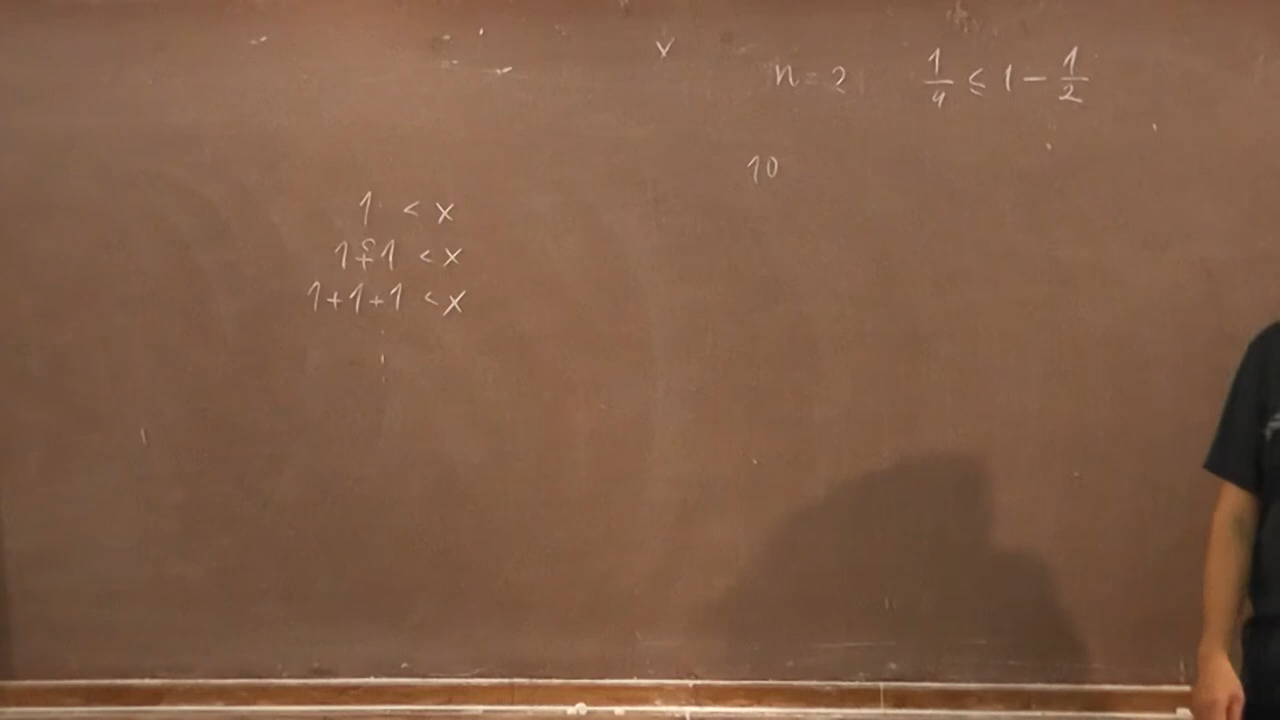 n = 2 1/4 ≤ 1 - 1/2
10
1 < x
1+1 < x
1+1+1 < x